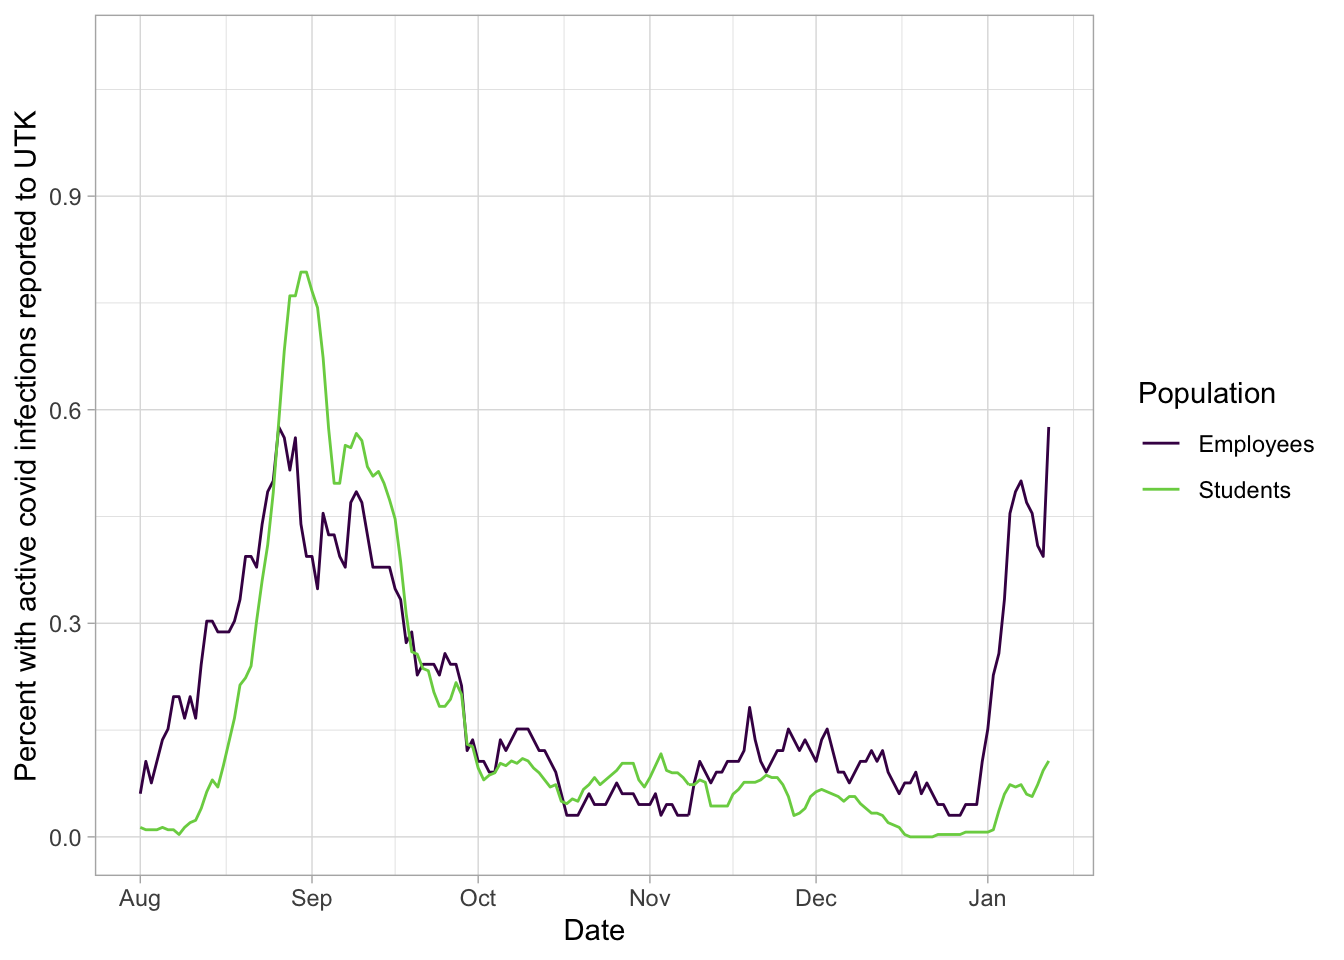 Percent with active covid infections reported to UTK
0.9
0.6
0.3
0.0
Aug Sep Oct Nov Dec Jan
Date
Population
Employees
Students